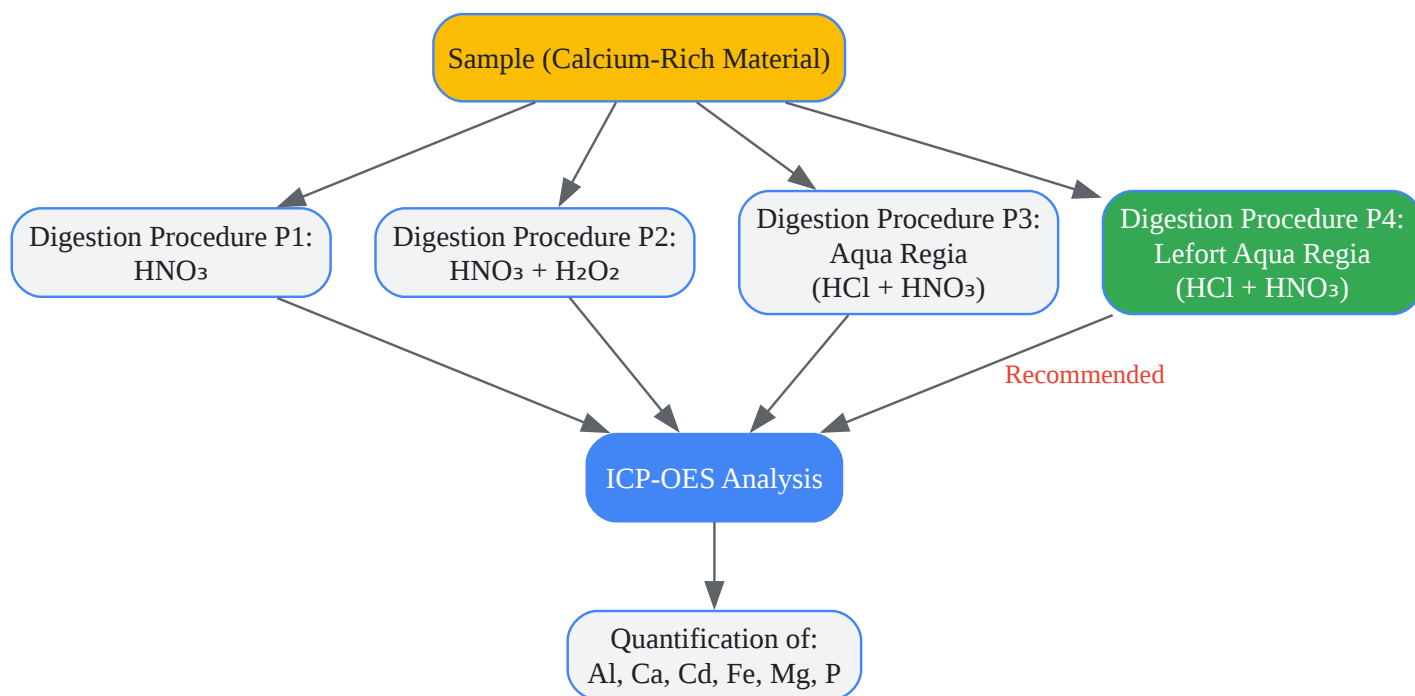 Sample (Calcium-Rich Material)
Digestion Procedure P1:
HNO₃
Digestion Procedure P2:
HNO₃ + H₂O₂
Digestion Procedure P3:
Aqua Regia
(HCl + HNO₃)
Digestion Procedure P4:
Lefort Aqua Regia
(HCl + HNO₃)
Recommended
ICP-OES Analysis
Quantification of:
Al, Ca, Cd, Fe, Mg, P